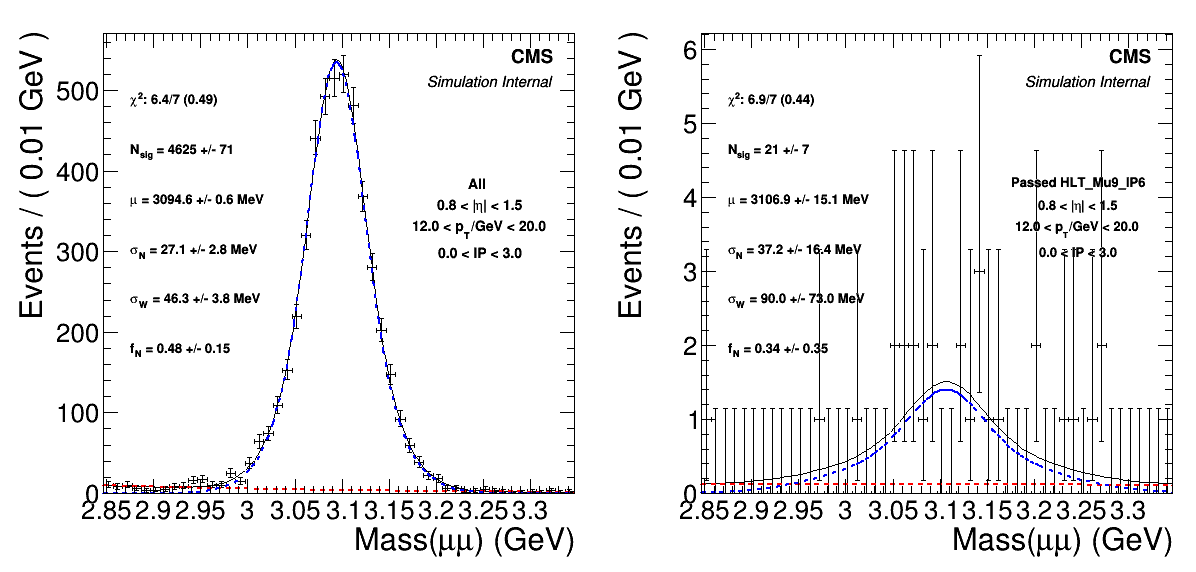 CMS
Simulation Internal
χ²: 6.4/7 (0.49)
N_sig = 4625 +/- 71
μ = 3094.6 +/- 0.6 MeV
σ_N = 27.1 +/- 2.8 MeV
σ_W = 46.3 +/- 3.8 MeV
f_N = 0.48 +/- 0.15
All
0.8 < |η| < 1.5
12.0 < p_T/GeV < 20.0
0.0 < IP < 3.0
Events / ( 0.01 GeV )
500
400
300
200
100
0
2.85 2.9 2.95 3 3.05 3.1 3.15 3.2 3.25 3.3
Mass(μμ) (GeV)
CMS
Simulation Internal
χ²: 6.9/7 (0.44)
N_sig = 21 +/- 7
μ = 3106.9 +/- 15.1 MeV
σ_N = 37.2 +/- 16.4 MeV
σ_W = 90.0 +/- 73.0 MeV
f_N = 0.34 +/- 0.35
Passed HLT_Mu9_IP6
0.8 < |η| < 1.5
12.0 < p_T/GeV < 20.0
0.0 < IP < 3.0
Events / ( 0.01 GeV )
6
5
4
3
2
1
0
2.85 2.9 2.95 3 3.05 3.1 3.15 3.2 3.25 3.3
Mass(μμ) (GeV)